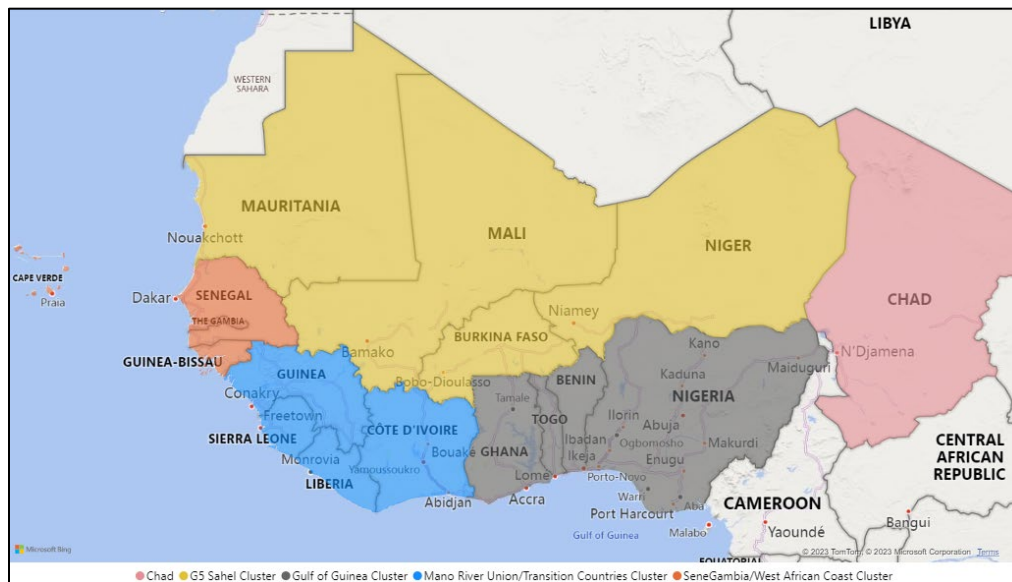 LIBYA
WESTERN
SAHARA
MAURITANIA
MALI
NIGER
Nouakchott
CAPE VERDE
Praia
Dakar
SENEGAL
THE GAMBIA
CHAD
Niamey
BURKINA FASO
GUINEA-BISSAU
Bamako
Kano
N'Djamena
Maiduguri
GUINEA
Bobo-Dioulasso
BENIN
Kaduna
NIGERIA
Conakry
Freetown
Tamale
TOGO
Ilorin
Abuja
SIERRA LEONE
CÔTE D'IVOIRE
Bouaké
Ibadan
Ogbomosho
Makurdi
CENTRAL
AFRICAN
REPUBLIC
Monrovia
Yamoussoukro
GHANA
Ikeja
Enugu
LIBERIA
Lome
Porto-Novo
Abidjan
Accra
Warri
Aba
CAMEROON
Port Harcourt
Gulf of Guinea
Malabo
Yaoundé
Bangui
EQUATORIAL
Microsoft Bing
© 2023 TomTom, © 2023 Microsoft Corporation Terms
Chad G5 Sahel Cluster Gulf of Guinea Cluster Mano River Union/Transition Countries Cluster SeneGambia/West African Coast Cluster